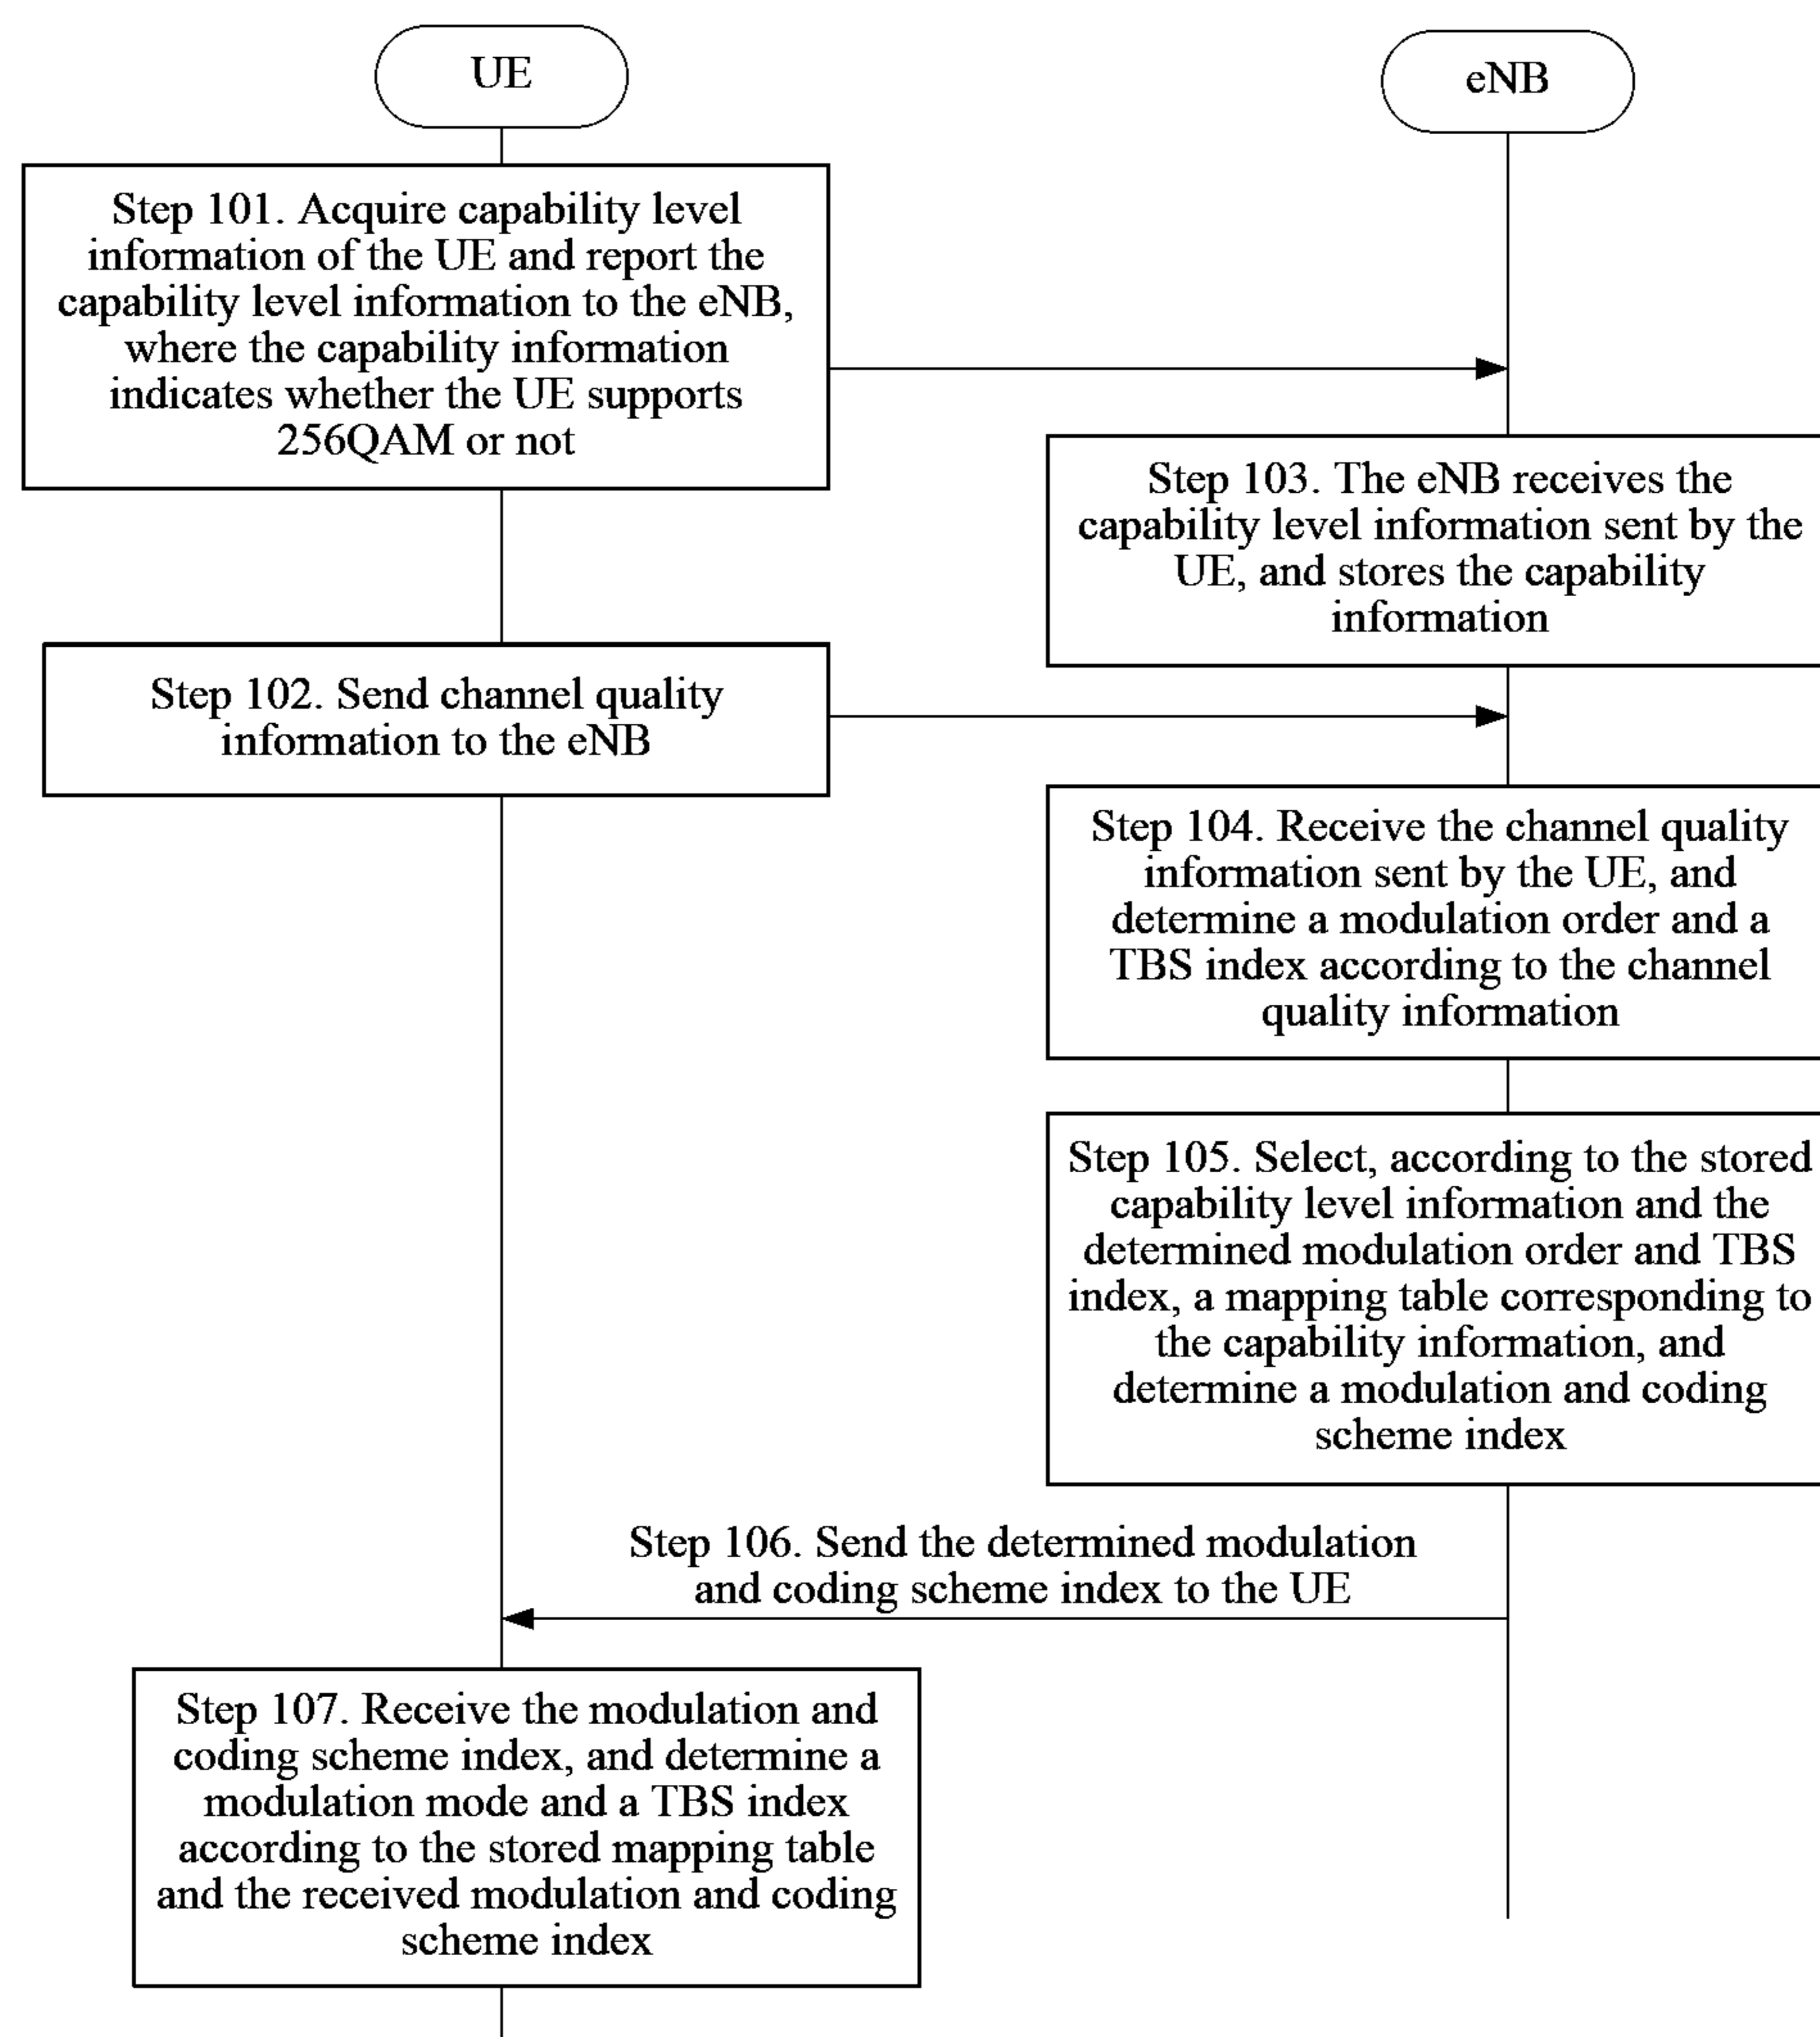 UE
eNB
Step 101. Acquire capability level
information of the UE and report the
capability level information to the eNB,
where the capability information
indicates whether the UE supports
256QAM or not
Step 103. The eNB receives the
capability level information sent by the
UE, and stores the capability
information
Step 102. Send channel quality
information to the eNB
Step 104. Receive the channel quality
information sent by the UE, and
determine a modulation order and a
TBS index according to the channel
quality information
Step 105. Select, according to the stored
capability level information and the
determined modulation order and TBS
index, a mapping table corresponding to
the capability information, and
determine a modulation and coding
scheme index
Step 106. Send the determined modulation
and coding scheme index to the UE
Step 107. Receive the modulation and
coding scheme index, and determine a
modulation mode and a TBS index
according to the stored mapping table
and the received modulation and coding
scheme index